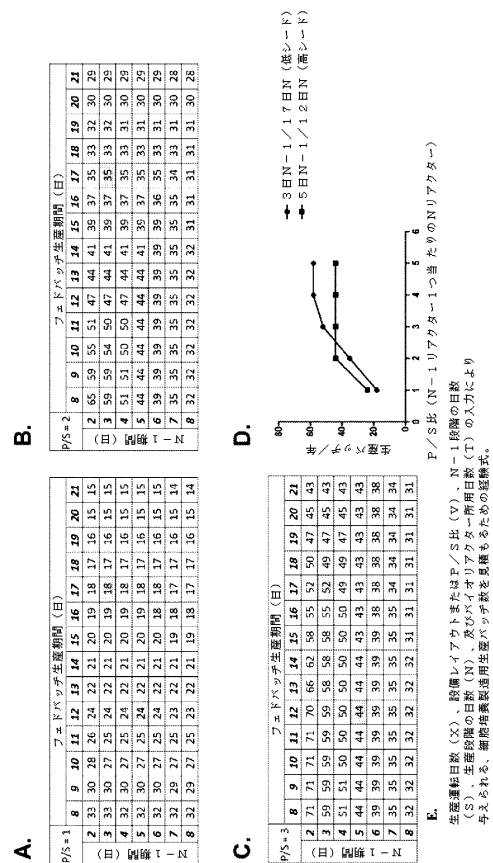 A.
P/S=1 フェドバッチ生産期間（日）
8 9 10 11 12 13 14 15 16 17 18 19 20 21
N－1期間（日）
2 33 30 28 26 24 22 21 20 19 18 17 16 15 15
3 33 30 27 25 24 22 21 20 19 18 17 16 15 15
4 32 30 27 25 24 22 21 20 19 18 17 16 15 15
5 32 30 27 25 24 22 21 20 19 18 17 16 15 15
6 32 30 27 25 24 22 21 20 18 18 17 16 15 15
7 32 29 27 25 23 22 21 19 18 17 17 16 15 14
8 32 29 27 25 22 21 20 19 18 17 17 16 15 14
B.
P/S=2 フェドバッチ生産期間（日）
8 9 10 11 12 13 14 15 16 17 18 19 20 21
N－1期間（日）
2 65 59 55 51 47 44 41 39 37 35 33 32 30 29
3 59 59 54 50 47 44 41 39 37 35 33 32 30 29
4 51 51 50 50 47 44 41 39 37 35 33 31 30 29
5 44 44 44 44 44 44 41 39 37 35 33 31 30 29
6 39 39 39 39 39 39 39 37 36 35 33 31 30 29
7 35 35 35 35 35 35 35 35 35 34 33 31 30 28
8 32 32 32 32 32 32 32 31 31 31 31 31 30 28
C.
P/S=3 フェドバッチ生産期間（日）
8 9 10 11 12 13 14 15 16 17 18 19 20 21
N－1期間（日）
2 71 71 71 71 70 66 62 58 55 52 50 47 45 43
3 59 59 59 59 59 58 58 58 55 52 49 47 45 43
4 51 51 50 50 50 50 50 50 50 49 49 47 45 43
5 44 44 44 44 44 44 43 43 43 43 43 43 43 43
6 39 39 39 39 39 39 39 39 39 38 38 38 38 38
7 35 35 35 35 35 35 35 35 35 34 34 34 34 34
8 32 32 32 32 32 32 32 31 31 31 31 31 31 31
D.
生産バッチ／年
80
60
40
20
0
0 1 2 3 4 5 6
P／S比（N－1リアクター1つ当たりのNリアクター）
3日N－1／17日N（低シード）
5日N－1／12日N（高シード）
E.
生産運転日数（X）、設備レイアウトまたはP／S比（V）、N－1段階の日数
（S）、生産段階の日数（N）、及びバイオリアクター所用日数（T）の入力により
与えられる、細胞培養製造用生産バッチ数を見積もるための経験式。